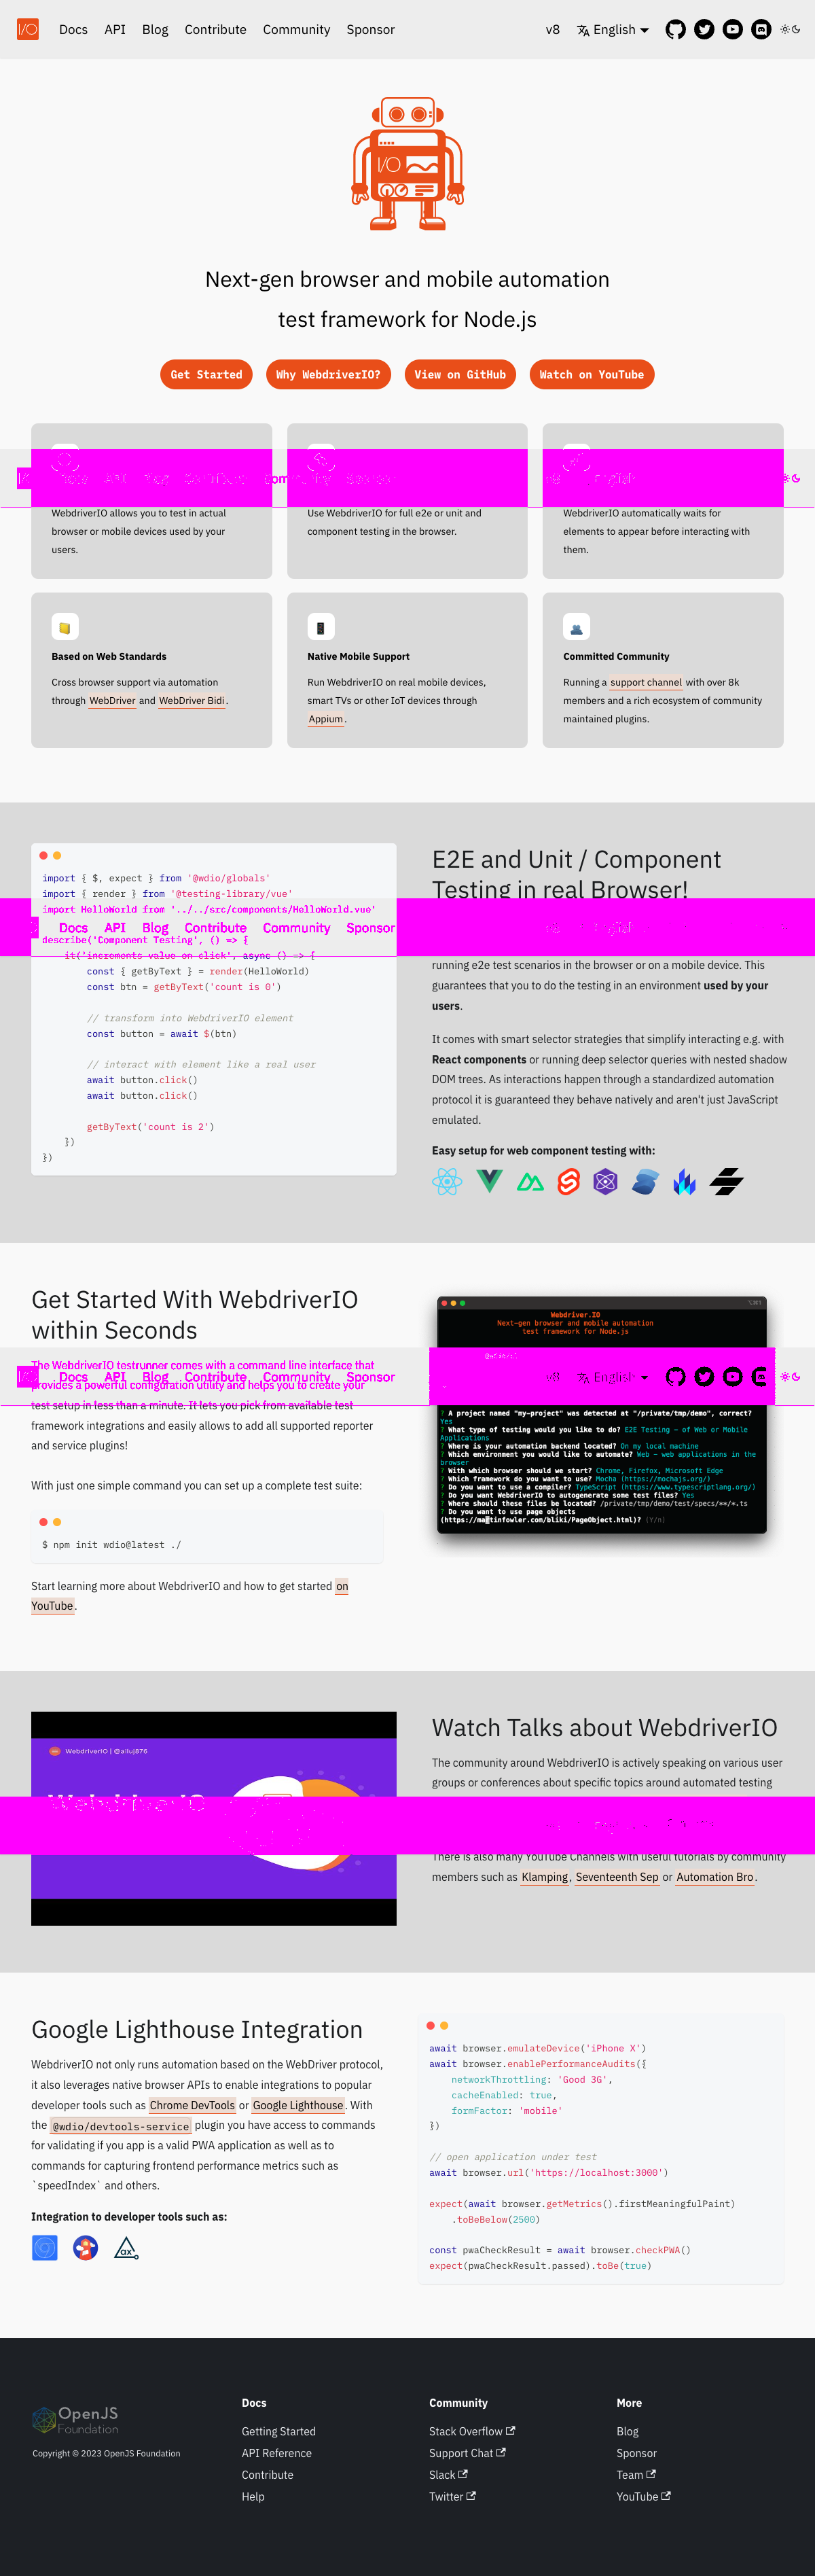 I/O
Docs API Blog Contribute Community Sponsor
v8 English
I/O
Next-gen browser and mobile automation
test framework for Node.js
Get Started Why WebdriverIO? View on GitHub Watch on YouTube
WebdriverIO allows you to test in actual
browser or mobile devices used by your
users.
Use WebdriverIO for full e2e or unit and
component testing in the browser.
WebdriverIO automatically waits for
elements to appear before interacting with
them.
Based on Web Standards
Cross browser support via automation
through WebDriver and WebDriver Bidi.
Native Mobile Support
Run WebdriverIO on real mobile devices,
smart TVs or other IoT devices through
Appium.
Committed Community
Running a support channel with over 8k
members and a rich ecosystem of community
maintained plugins.
import { $, expect } from '@wdio/globals'
import { render } from '@testing-library/vue'
import HelloWorld from '../../src/components/HelloWorld.vue'
Docs API Blog Contribute Community Sponsor
describe('Component Testing', () => {
it('increments value on click', async () => {
const { getByText } = render(HelloWorld)
const btn = getByText('count is 0')
// transform into WebdriverIO element
const button = await $(btn)
// interact with element like a real user
await button.click()
await button.click()
getByText('count is 2')
})
})
E2E and Unit / Component
Testing in real Browser!
running e2e test scenarios in the browser or on a mobile device. This
guarantees that you to do the testing in an environment used by your
users.
It comes with smart selector strategies that simplify interacting e.g. with
React components or running deep selector queries with nested shadow
DOM trees. As interactions happen through a standardized automation
protocol it is guaranteed they behave natively and aren't just JavaScript
emulated.
Easy setup for web component testing with:
Get Started With WebdriverIO
within Seconds
The WebdriverIO testrunner comes with a command line interface that
Docs API Blog Contribute Community Sponsor
v8 English
provides a powerful configuration utility and helps you to create your
test setup in less than a minute. It lets you pick from available test
framework integrations and easily allows to add all supported reporter
and service plugins!
With just one simple command you can set up a complete test suite:
$ npm init wdio@latest ./
Start learning more about WebdriverIO and how to get started on
YouTube.
Webdriver.IO
Next-gen browser and mobile automation
test framework for Node.js
? A project named "my-project" was detected at "/private/tmp/demo", correct?
Yes
? What type of testing would you like to do? E2E Testing - of Web or Mobile
Applications
? Where is your automation backend located? On my local machine
? Which environment you would like to automate? Web - web applications in the
browser
? With which browser should we start? Chrome, Firefox, Microsoft Edge
? Which framework do you want to use? Mocha (https://mochajs.org/)
? Do you want to use a compiler? TypeScript (https://www.typescriptlang.org/)
? Do you want WebdriverIO to autogenerate some test files? Yes
? Where should these files be located? /private/tmp/demo/test/specs/**/*.ts
? Do you want to use page objects
(https://martinfowler.com/bliki/PageObject.html)? (Y/n)
WebdriverIO | @ailuj876
WebdriverIO
Watch Talks about WebdriverIO
The community around WebdriverIO is actively speaking on various user
groups or conferences about specific topics around automated testing
There is also many YouTube Channels with useful tutorials by community
members such as Klamping, Seventeenth Sep or Automation Bro.
Google Lighthouse Integration
WebdriverIO not only runs automation based on the WebDriver protocol,
it also leverages native browser APIs to enable integrations to popular
developer tools such as Chrome DevTools or Google Lighthouse. With
the @wdio/devtools-service plugin you have access to commands
for validating if you app is a valid PWA application as well as to
commands for capturing frontend performance metrics such as
`speedIndex` and others.
Integration to developer tools such as:
ax
await browser.emulateDevice('iPhone X')
await browser.enablePerformanceAudits({
networkThrottling: 'Good 3G',
cacheEnabled: true,
formFactor: 'mobile'
})
// open application under test
await browser.url('https://localhost:3000')
expect(await browser.getMetrics().firstMeaningfulPaint)
.toBeBelow(2500)
const pwaCheckResult = await browser.checkPWA()
expect(pwaCheckResult.passed).toBe(true)
OpenJS
Foundation
Copyright © 2023 OpenJS Foundation
Docs
Getting Started
API Reference
Contribute
Help
Community
Stack Overflow
Support Chat
Slack
Twitter
More
Blog
Sponsor
Team
YouTube